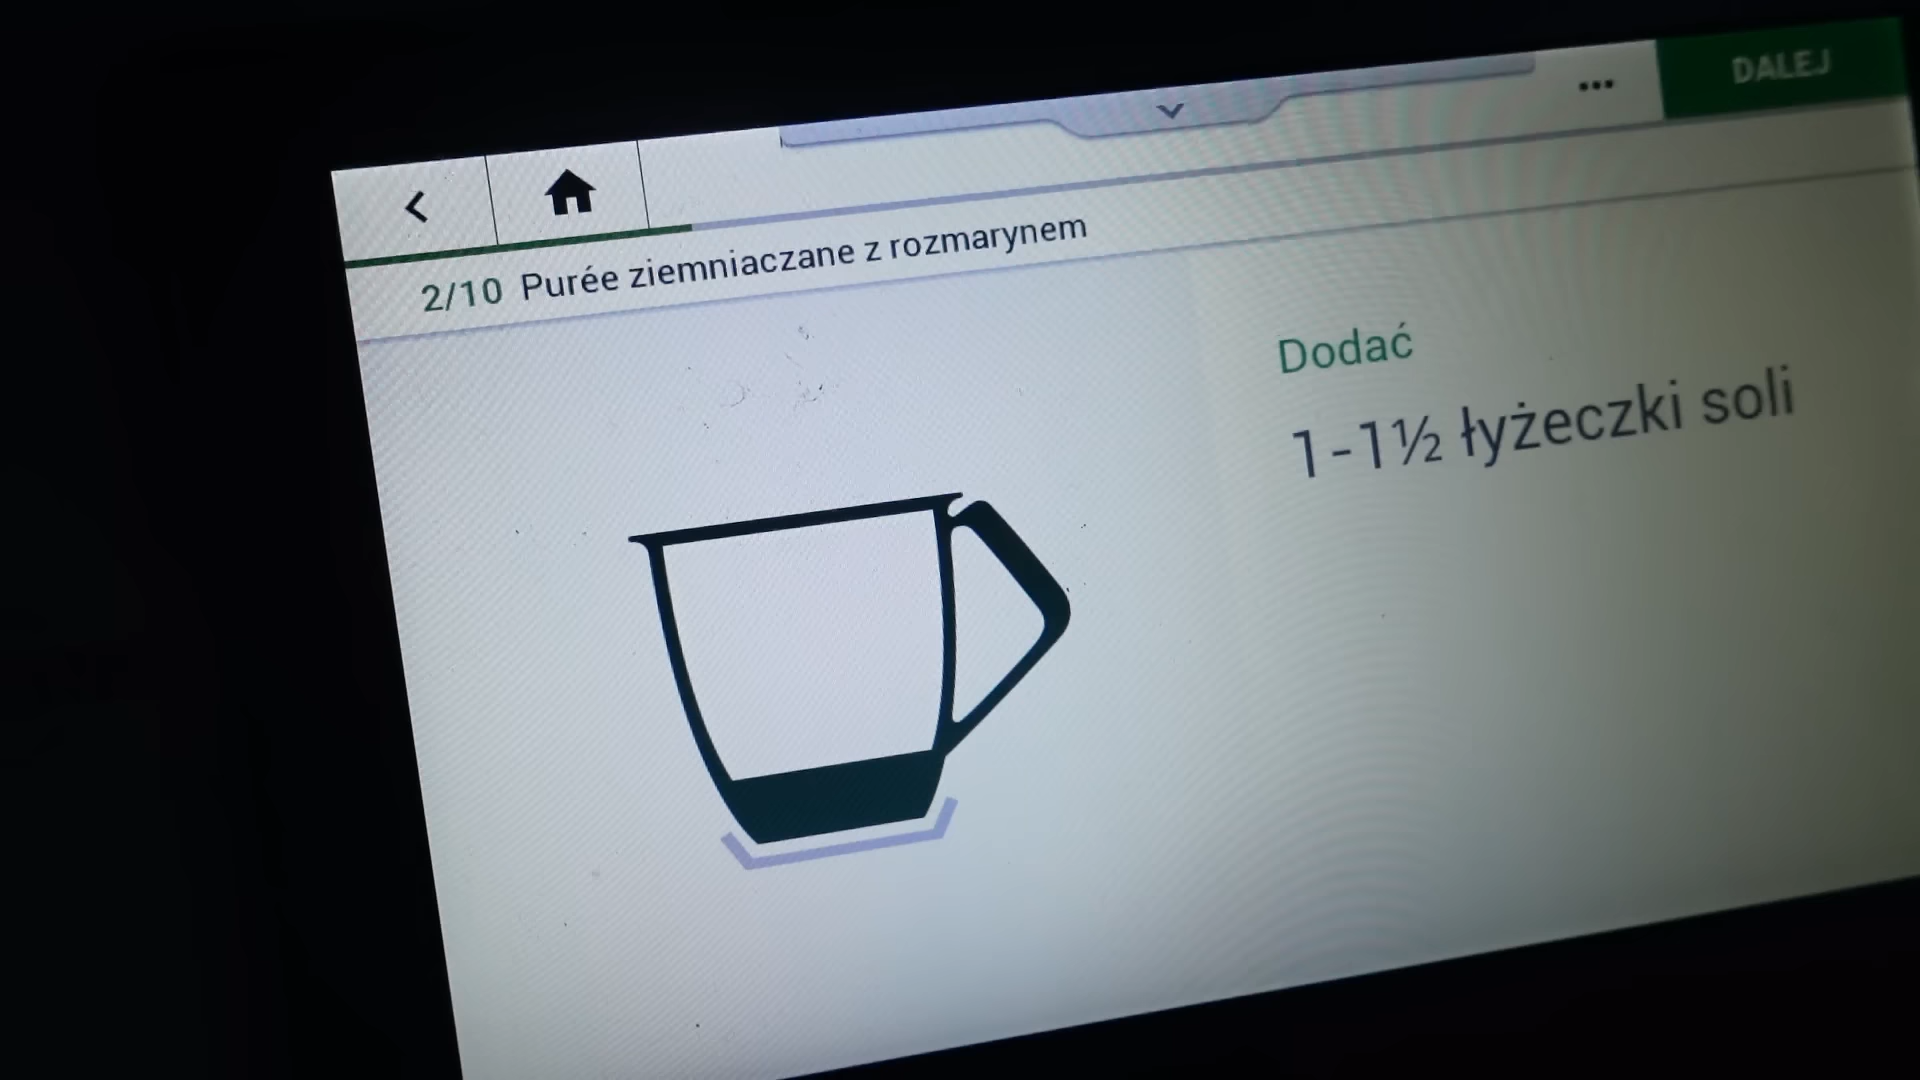 DALEJ
2/10 Purée ziemniaczane z rozmarynem
Dodać
1-1½ łyżeczki soli